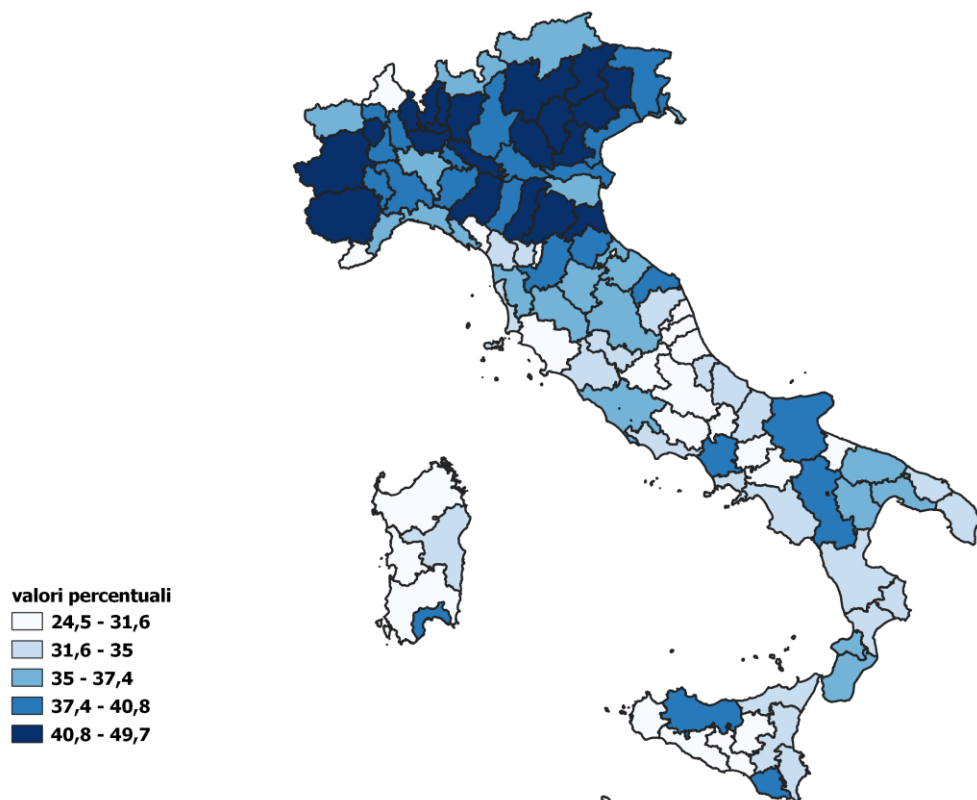 valori percentuali
24,5 - 31,6
31,6 - 35
35 - 37,4
37,4 - 40,8
40,8 - 49,7